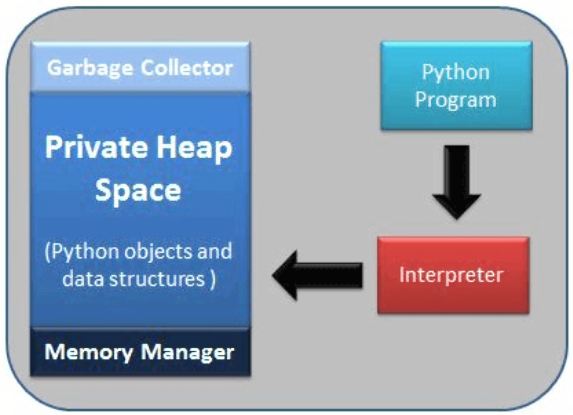 Garbage Collector
Private Heap
Space
(Python objects and
data structures )
Memory Manager
Python
Program
Interpreter